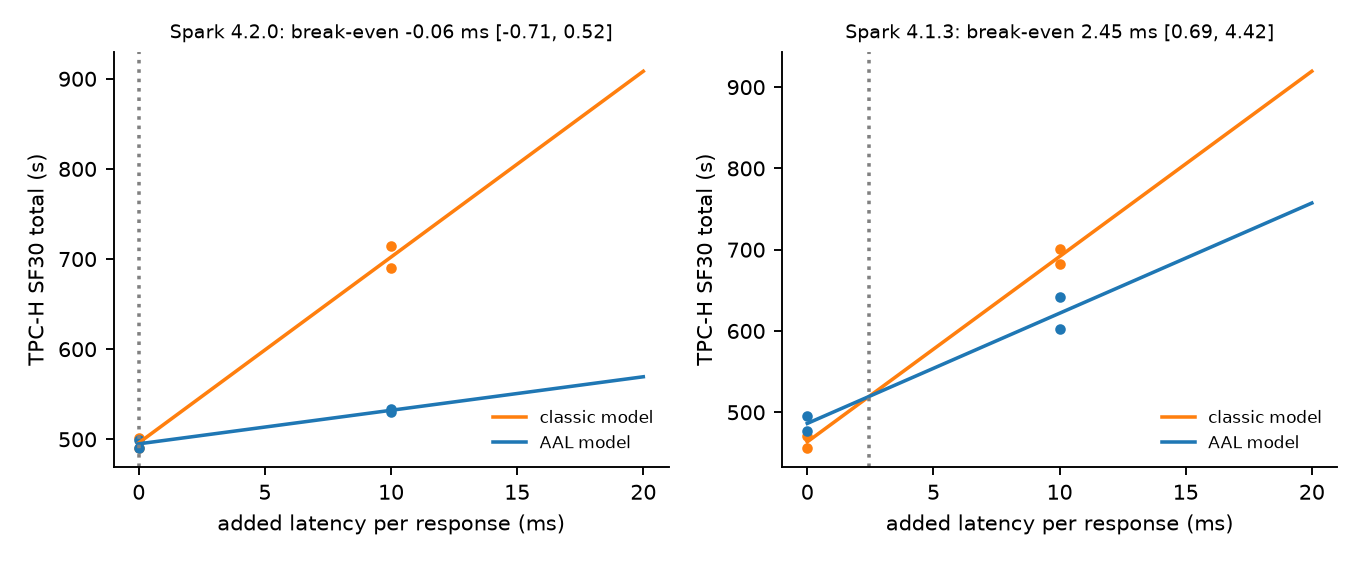 Spark 4.2.0: break-even -0.06 ms [-0.71, 0.52]
TPC-H SF30 total (s)
900
800
700
600
500
0 5 10 15 20
added latency per response (ms)
classic model
AAL model
Spark 4.1.3: break-even 2.45 ms [0.69, 4.42]
TPC-H SF30 total (s)
900
800
700
600
500
0 5 10 15 20
added latency per response (ms)
classic model
AAL model